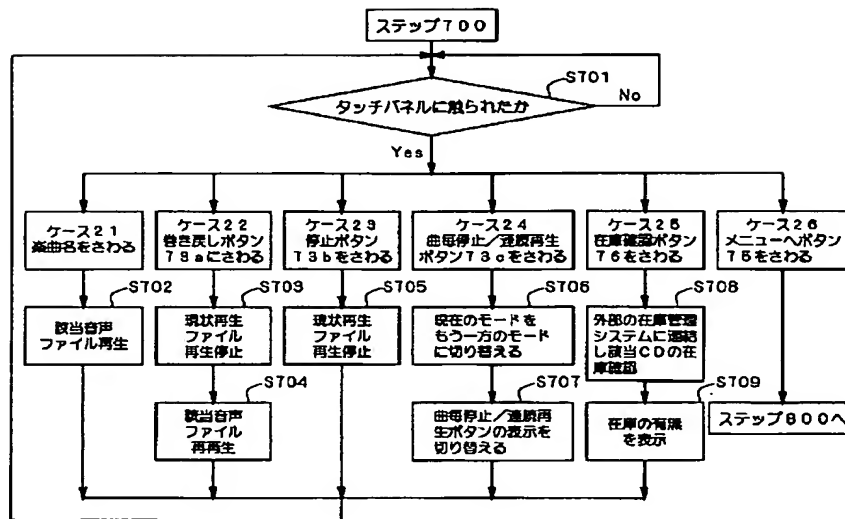 ステップ700
S701
タッチパネルに触られたか
No
Yes
ケース21
楽曲名をさわる
ケース22
巻き戻しボタン
73aにさわる
ケース23
停止ボタン
73bをさわる
ケース24
曲毎停止/連続再生
ボタン73cをさわる
ケース25
在庫確認ボタン
76をさわる
ケース26
メニューへボタン
75をさわる
S702
該当音声
ファイル再生
S703
現状再生
ファイル
再生停止
S705
現状再生
ファイル
再生停止
S706
現在のモードを
もう一方のモード
に切り替える
S708
外部の在庫管理
システムに連結
し該当CDの在
庫確認
S704
該当音声
ファイル
再再生
S707
曲毎停止/連続再
生ボタンの表示を
切り替える
S709
在庫の有無
を表示
ステップ800へ